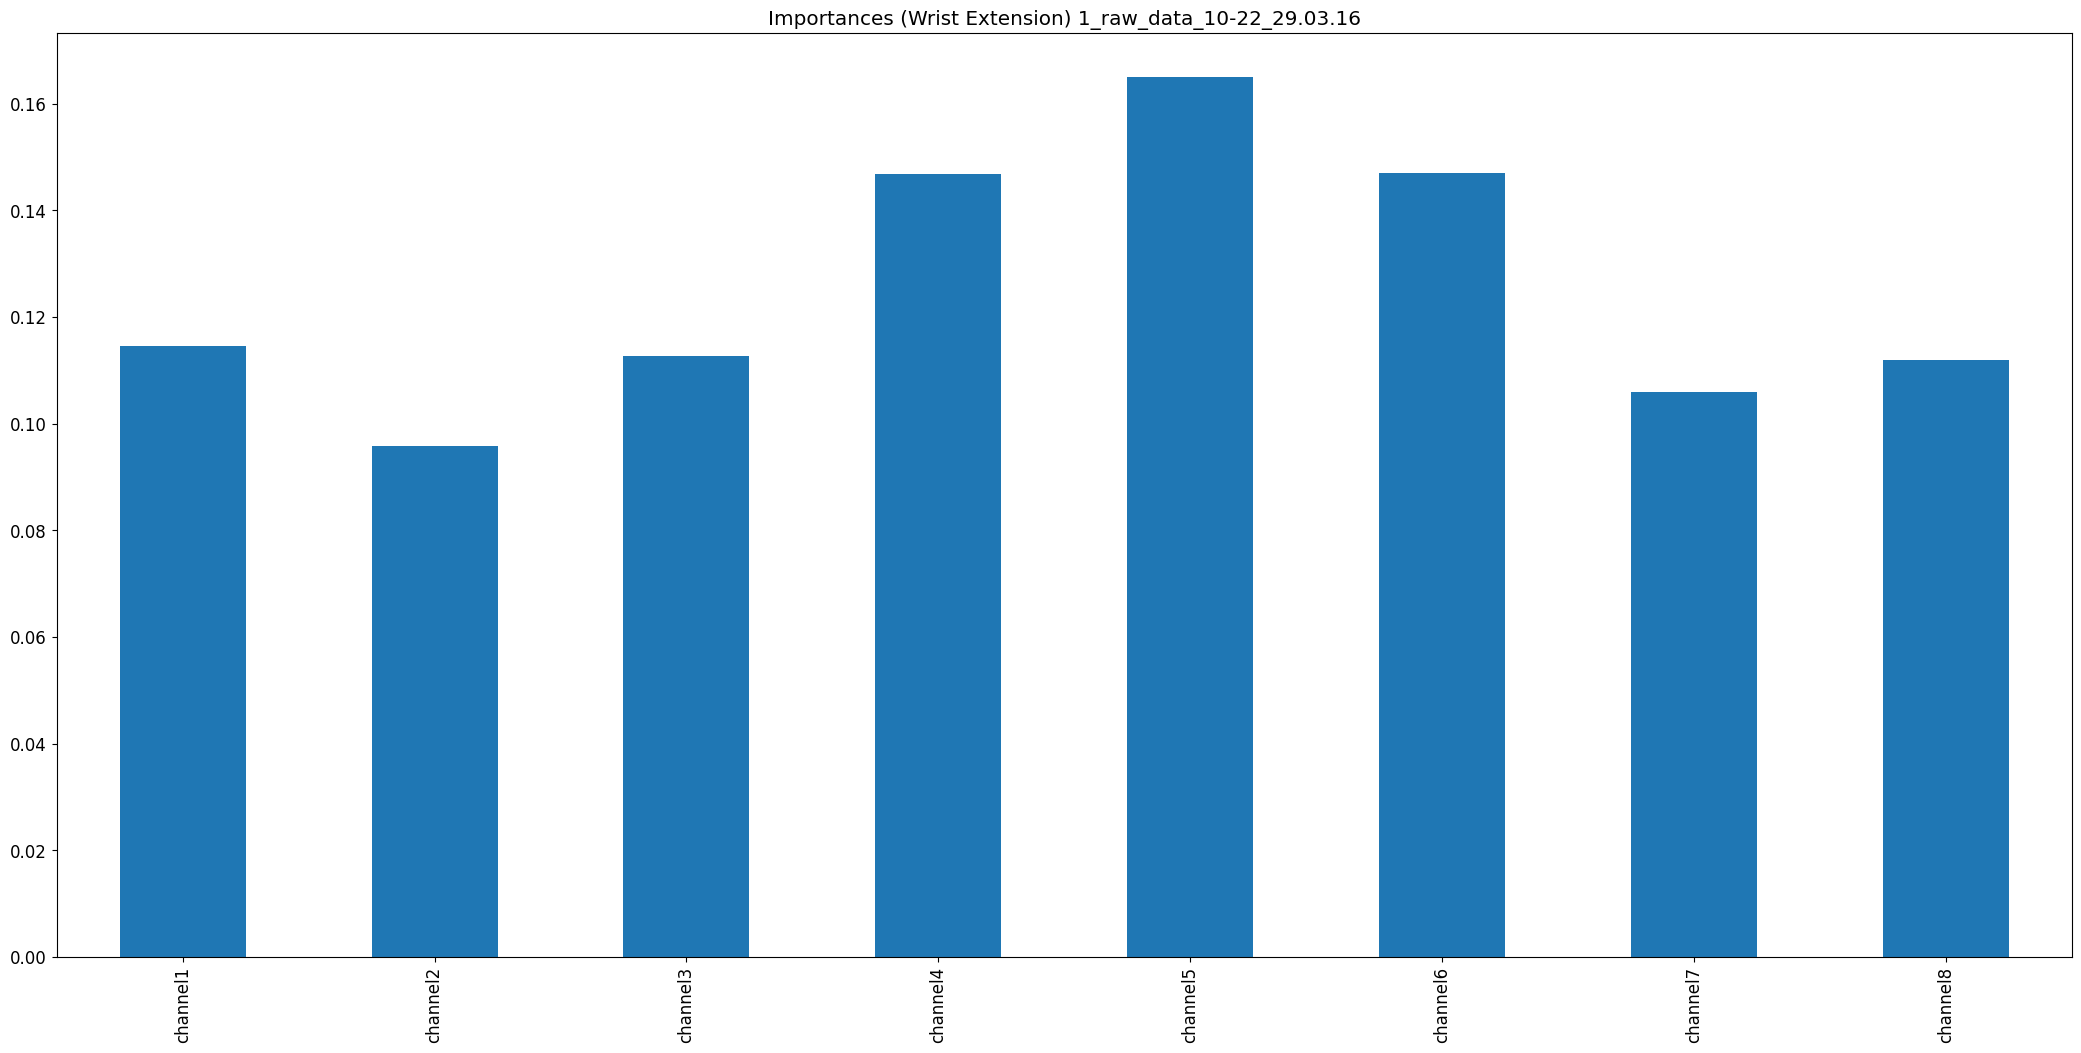 Importances (Wrist Extension) 1_raw_data_10-22_29.03.16
0.16
0.14
0.12
0.10
0.08
0.06
0.04
0.02
0.00
channel1
channel2
channel3
channel4
channel5
channel6
channel7
channel8